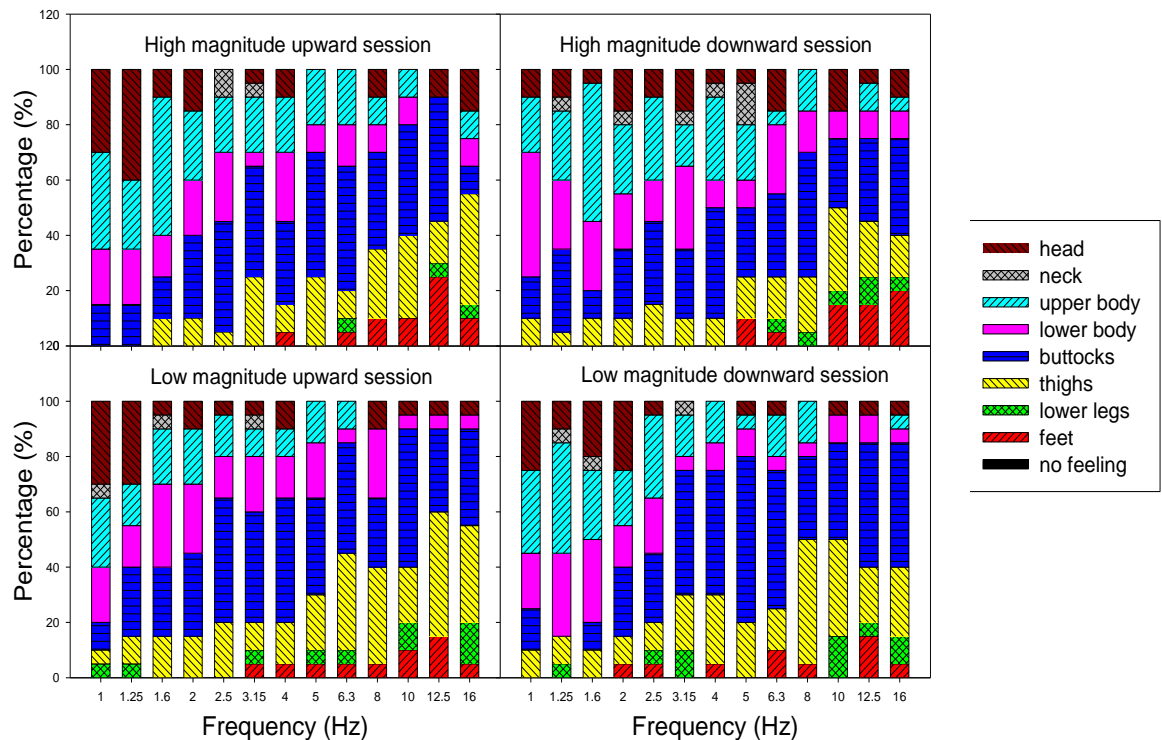 120
High magnitude upward session
High magnitude downward session
100
80
60
40
20
Percentage (%)
120
Low magnitude upward session
Low magnitude downward session
100
80
60
40
20
0
Percentage (%)
1 1.25 1.6 2 2.5 3.15 4 5 6.3 8 10 12.5 16
1 1.25 1.6 2 2.5 3.15 4 5 6.3 8 10 12.5 16
Frequency (Hz)
Frequency (Hz)
head
neck
upper body
lower body
buttocks
thighs
lower legs
feet
no feeling